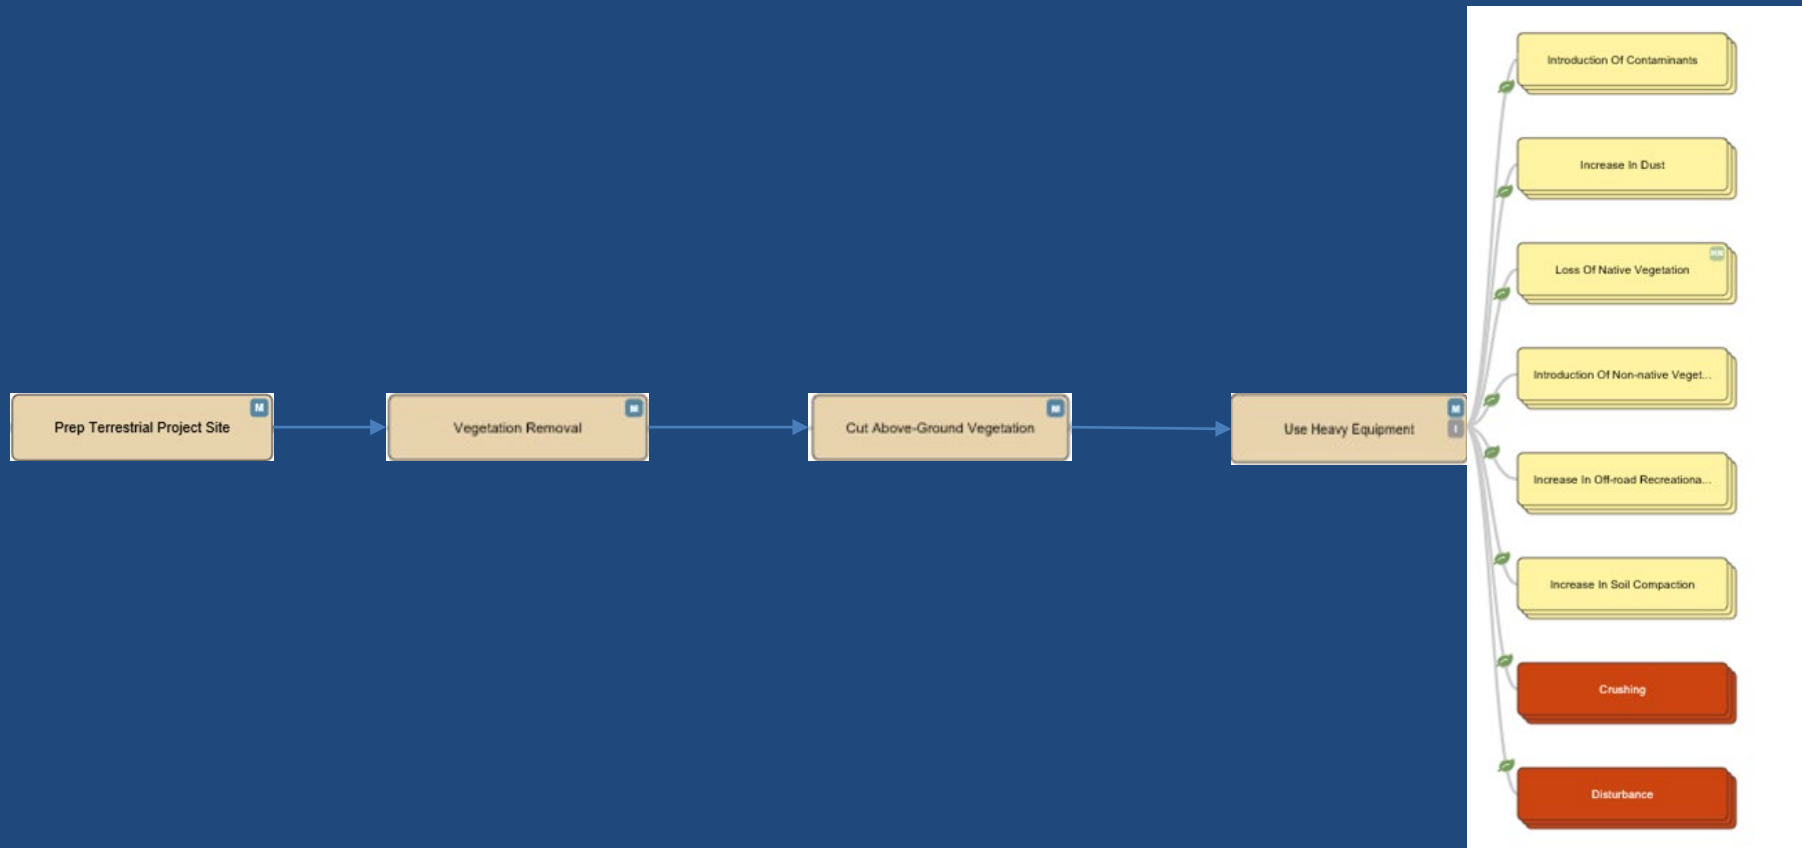 Prep Terrestrial Project Site
M
Vegetation Removal
M
Cut Above-Ground Vegetation
M
Use Heavy Equipment
M
I
Introduction Of Contaminants
Increase In Dust
Loss Of Native Vegetation
Introduction Of Non-native Veget...
Increase In Off-road Recreationa...
Increase In Soil Compaction
Crushing
Disturbance